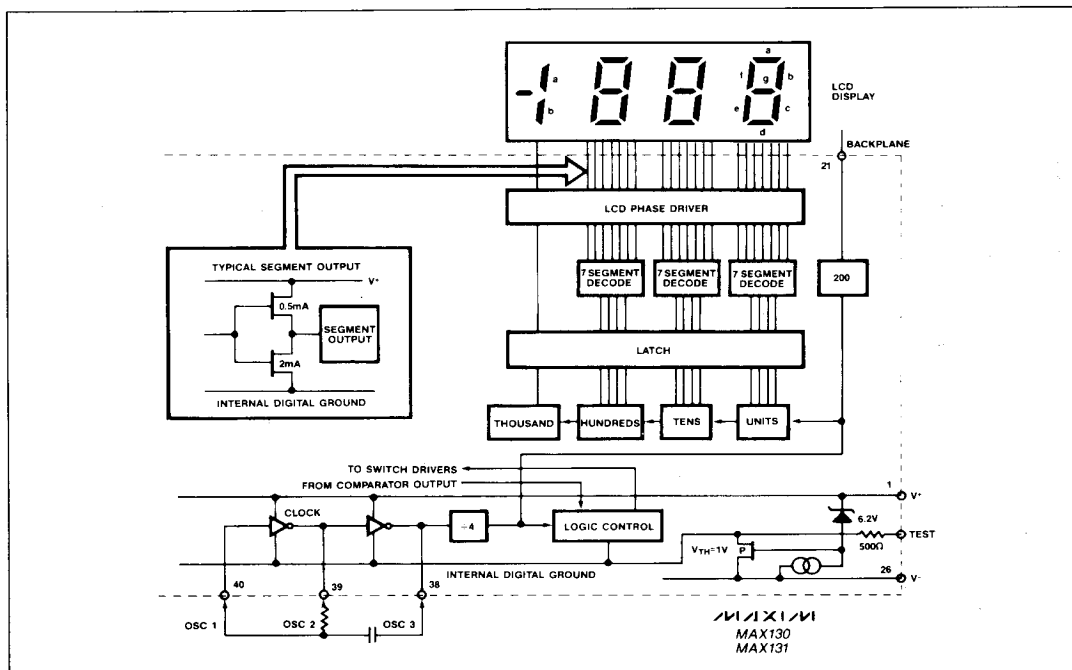 a
f g b
a
b e c
d
LCD
DISPLAY
BACKPLANE
21
LCD PHASE DRIVER
TYPICAL SEGMENT OUTPUT
V+
0.5mA
SEGMENT
OUTPUT
2mA
INTERNAL DIGITAL GROUND
7 SEGMENT
DECODE
7 SEGMENT
DECODE
7 SEGMENT
DECODE
200
LATCH
THOUSAND
HUNDREDS
TENS
UNITS
TO SWITCH DRIVERS
FROM COMPARATOR OUTPUT
1
V+
CLOCK
÷4
LOGIC CONTROL
6.2V
TEST
500Ω
VTH=1V
P
INTERNAL DIGITAL GROUND
26
V-
40
39
38
OSC 1
OSC 2
OSC 3
MAXIM
MAX130
MAX131